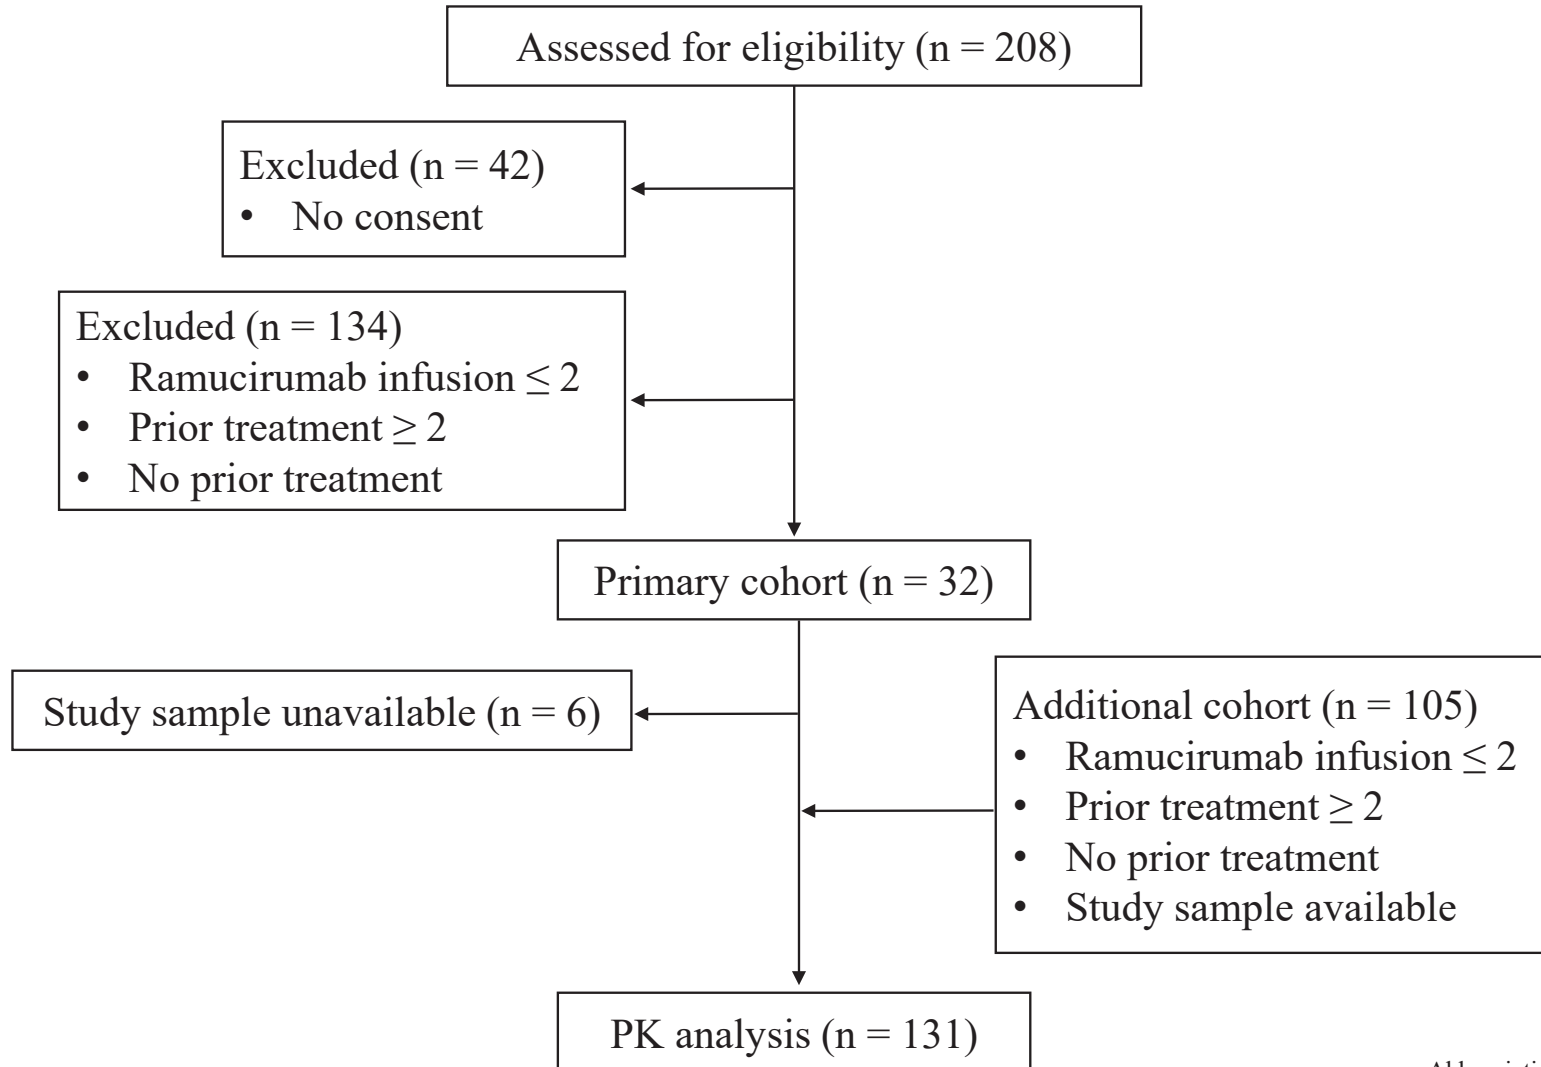 Assessed for eligibility (n = 208)
Excluded (n = 42)
• No consent
Excluded (n = 134)
• Ramucirumab infusion ≤ 2
• Prior treatment ≥ 2
• No prior treatment
Primary cohort (n = 32)
Study sample unavailable (n = 6)
Additional cohort (n = 105)
• Ramucirumab infusion ≤ 2
• Prior treatment ≥ 2
• No prior treatment
• Study sample available
PK analysis (n = 131)